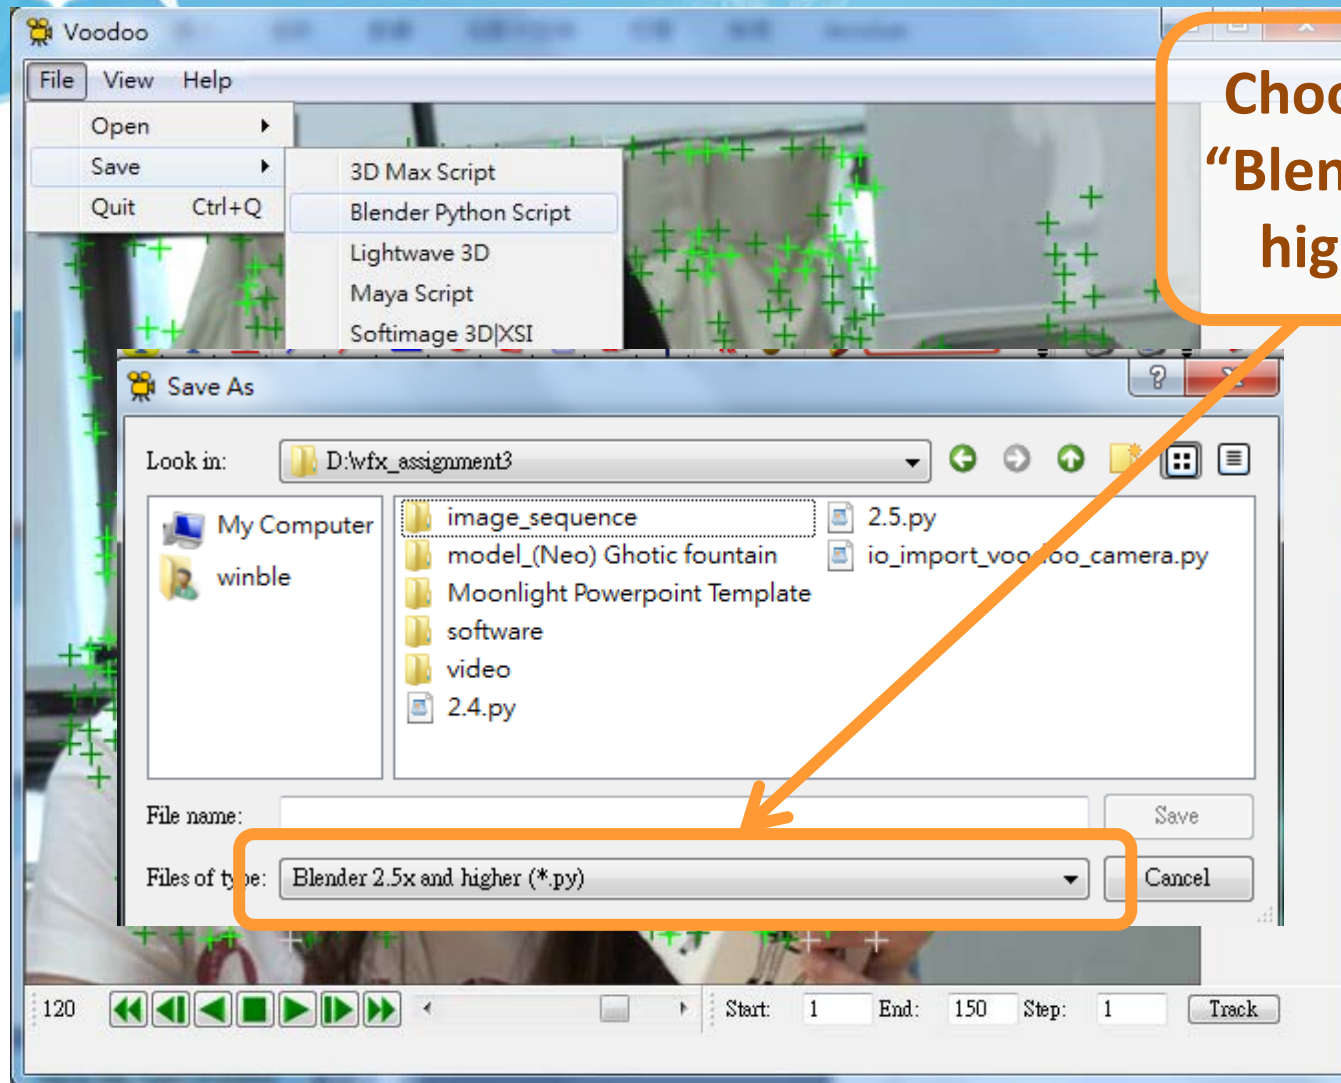 Voodoo
File View Help
Open
Save
Quit Ctrl+Q
3D Max Script
Blender Python Script
Lightwave 3D
Maya Script
Softimage 3D|XSI
Save As
Look in: D:\vfx_assignment3
My Computer
winble
image_sequence
model_(Neo) Ghotic fountain
Moonlight Powerpoint Template
software
video
2.4.py
2.5.py
io_import_voodoo_camera.py
File name:
Save
Files of type: Blender 2.5x and higher (*.py)
Cancel
120 Start: 1 End: 150 Step: 1 Track